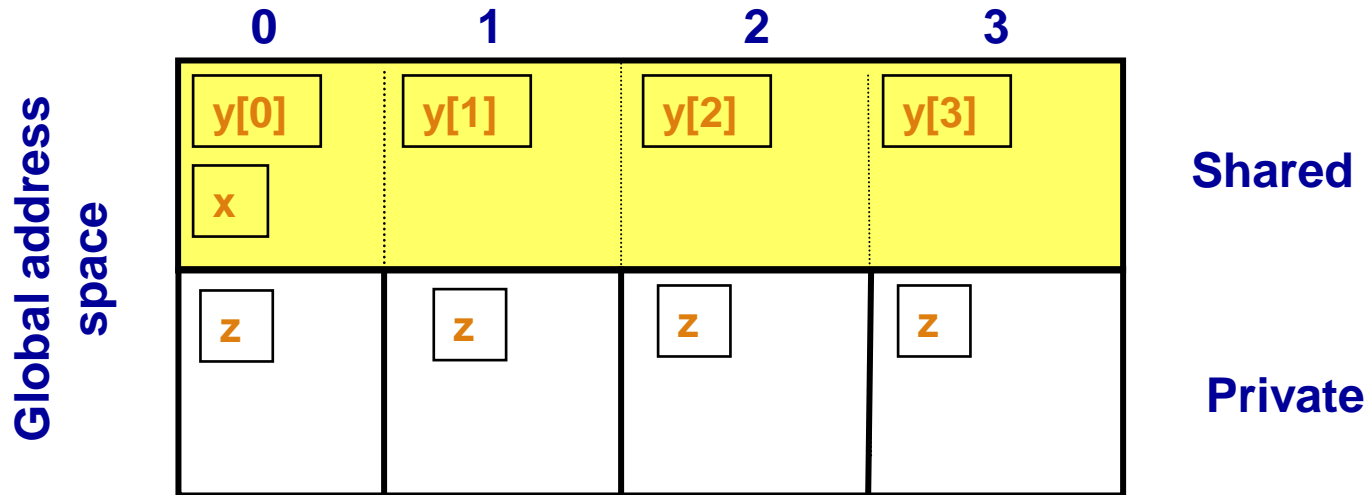 0 1 2 3
Global address
space
y[0] y[1] y[2] y[3]
x
Shared
z z z z
Private